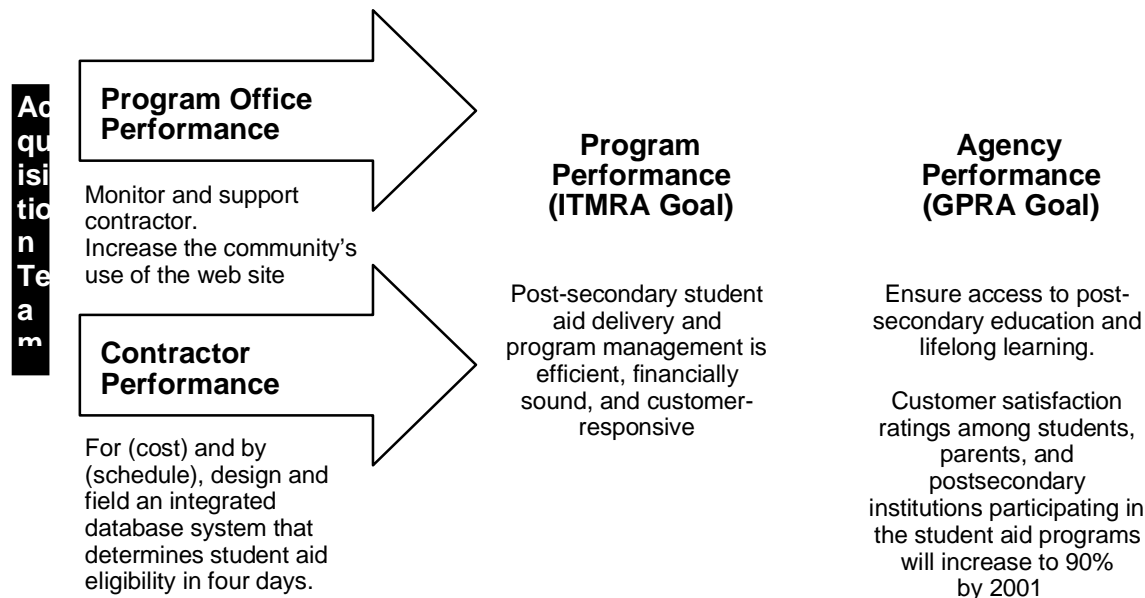 Ac
qu
isi
tio
n
Te
a
m
Program Office
Performance
Monitor and support
contractor.
Increase the community’s
use of the web site
Contractor
Performance
For (cost) and by
(schedule), design and
field an integrated
database system that
determines student aid
eligibility in four days.
Program
Performance
(ITMRA Goal)
Post-secondary student
aid delivery and
program management is
efficient, financially
sound, and customer-
responsive
Agency
Performance
(GPRA Goal)
Ensure access to post-
secondary education and
lifelong learning.
Customer satisfaction
ratings among students,
parents, and
postsecondary
institutions participating in
the student aid programs
will increase to 90%
by 2001